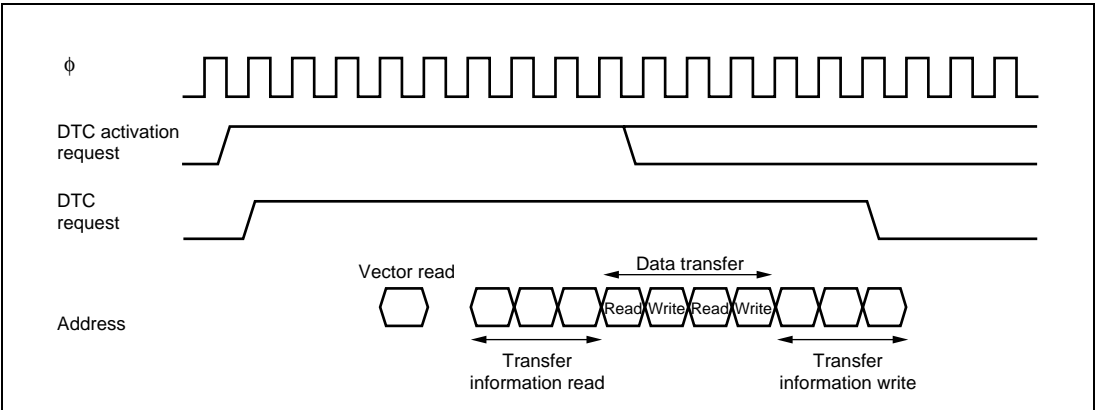 φ
DTC activation
request
DTC
request
Vector read
Data transfer
Address
Read Write Read Write
Transfer
information read
Transfer
information write